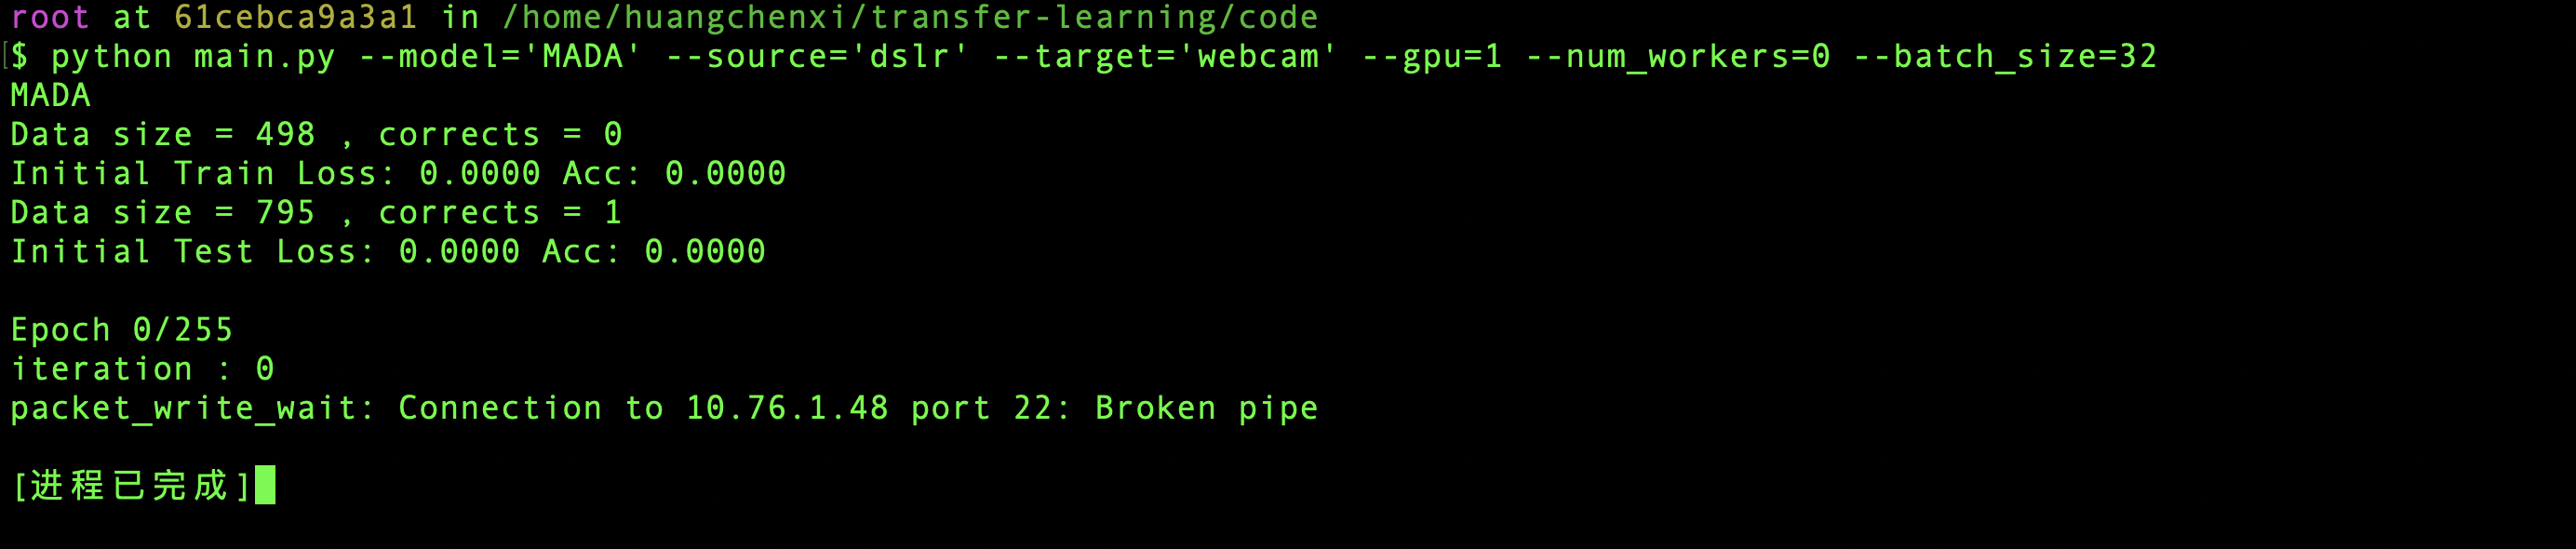 root at 61cebca9a3a1 in /home/huangchenxi/transfer-learning/code
[$ python main.py --model='MADA' --source='dslr' --target='webcam' --gpu=1 --num_workers=0 --batch_size=32
MADA
Data size = 498 , corrects = 0
Initial Train Loss: 0.0000 Acc: 0.0000
Data size = 795 , corrects = 1
Initial Test Loss: 0.0000 Acc: 0.0000
Epoch 0/255
iteration : 0
packet_write_wait: Connection to 10.76.1.48 port 22: Broken pipe
[进程已完成]